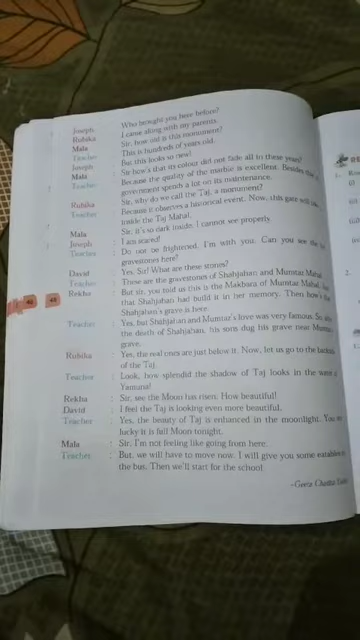 Who brought you here before?
Joseph : I came along with my parents.
Rubika : Sir, how old is this monument?
Mala : This is hundreds of years old.
Teacher : But this looks so new!
Joseph : Sir how's that its colour did not fade all to these years?
Mala : Because the quality of the marble is excellent. Besides the
Teacher : government spends a lot on its maintenance.
Rubika : Sir, why do we call the Taj, a monument?
Teacher : Because it observes a historical event. Now, this gate will
inside the Taj Mahal.
Mala : Sir, it's so dark inside. I cannot see properly.
Joseph : I am scared!
Teacher : Do not be frightened. I'm with you. Can you see the
gravestones here?
David : Yes, Sir! What are these stones?
Teacher : These are the gravestones of Shahjahan and Mumtaz Mahal.
Rekha : But sir, you told us this is the Makbara of Mumtaz Mahal,
that Shahjahan had build it in her memory. Then how's the
Shahjahan's grave is here.
Teacher : Yes, but Shahjahan and Mumtaz's love was very famous. So, after
the death of Shahjahan, his sons dug his grave near Mumtaz's
grave.
Rubika : Yes, the real ones are just below it. Now, let us go to the
of the Taj.
Teacher : Look, how splendid the shadow of Taj looks in the water of
Yamuna!
Rekha : Sir, see the Moon has risen. How beautiful!
David : I feel the Taj is looking even more beautiful.
Teacher : Yes, the beauty of Taj is enhanced in the moonlight. You are
lucky it is full Moon tonight.
Mala : Sir, I'm not feeling like going from here.
Teacher : But, we will have to move now. I will give you some eatables in
the bus. Then we'll start for the school.